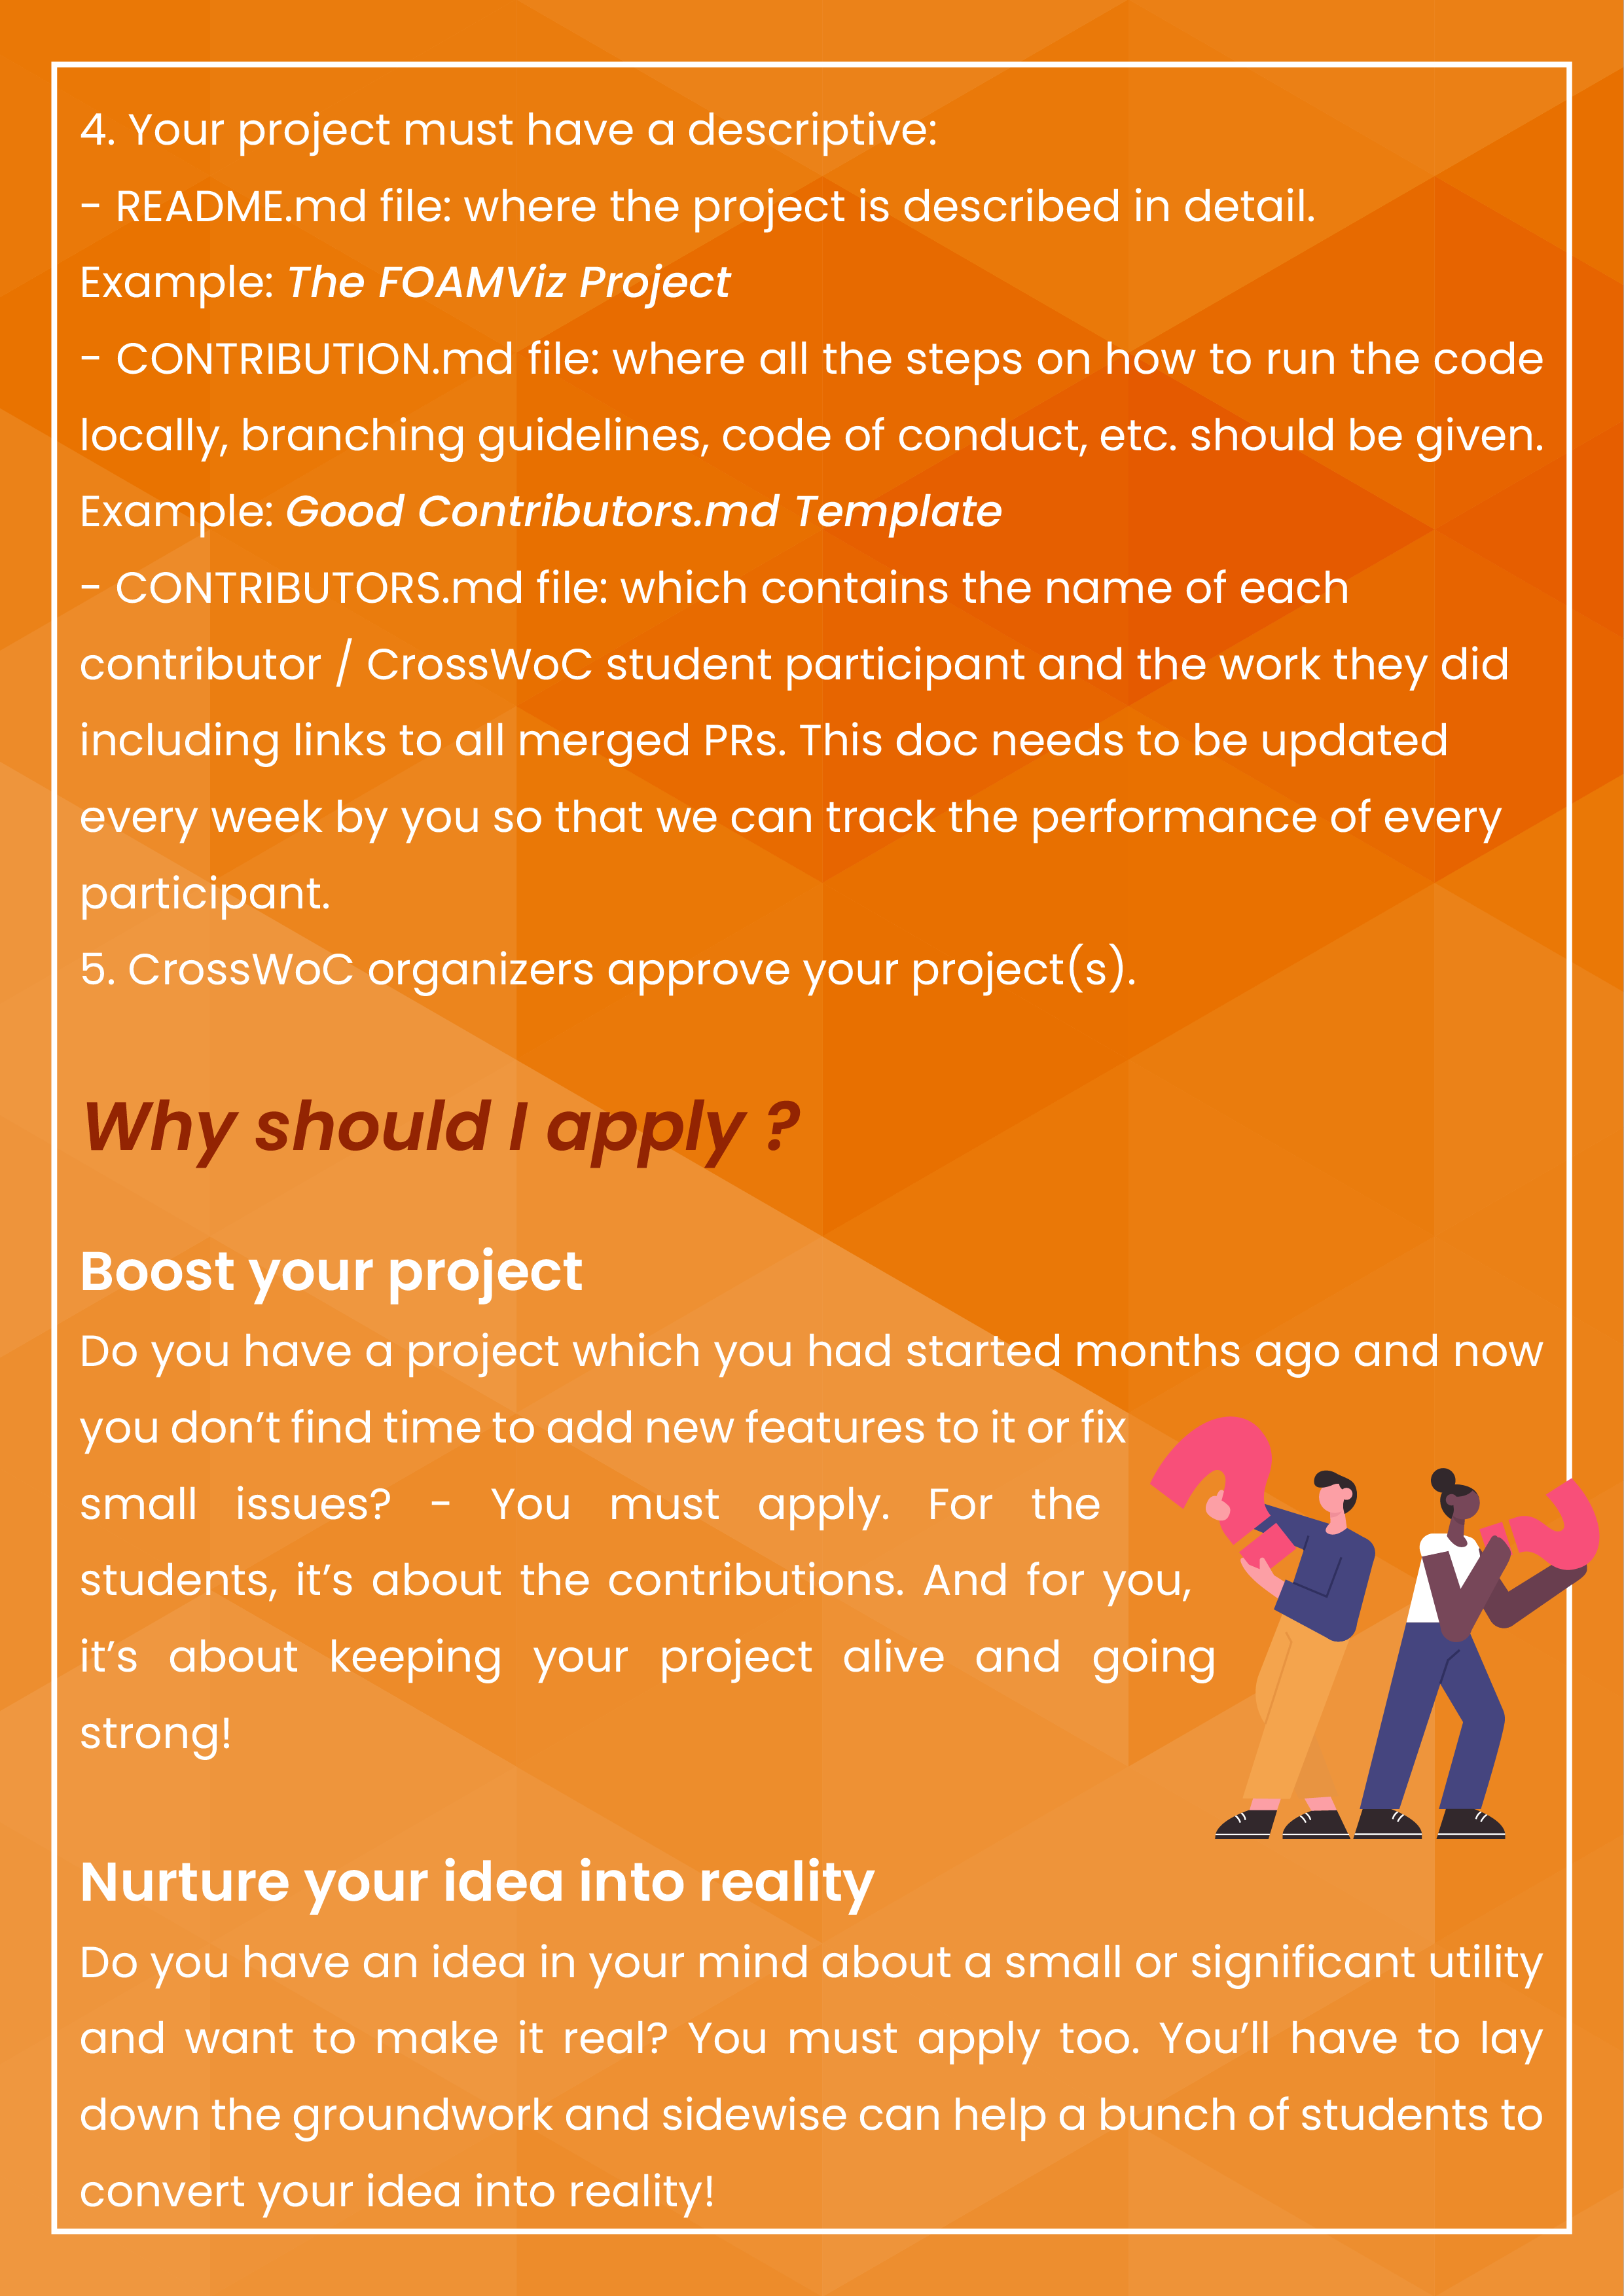 4. Your project must have a descriptive:
- README.md file: where the project is described in detail.
Example: The FOAMViz Project
- CONTRIBUTION.md file: where all the steps on how to run the code
locally, branching guidelines, code of conduct, etc. should be given.
Example: Good Contributors.md Template
- CONTRIBUTORS.md file: which contains the name of each
contributor / CrossWoC student participant and the work they did
including links to all merged PRs. This doc needs to be updated
every week by you so that we can track the performance of every
participant.
5. CrossWoC organizers approve your project(s).
Why should I apply ?
Boost your project
Do you have a project which you had started months ago and now
you don’t find time to add new features to it or fix
small issues? - You must apply. For the
students, it’s about the contributions. And for you,
it’s about keeping your project alive and going
strong!
Nurture your idea into reality
Do you have an idea in your mind about a small or significant utility
and want to make it real? You must apply too. You’ll have to lay
down the groundwork and sidewise can help a bunch of students to
convert your idea into reality!